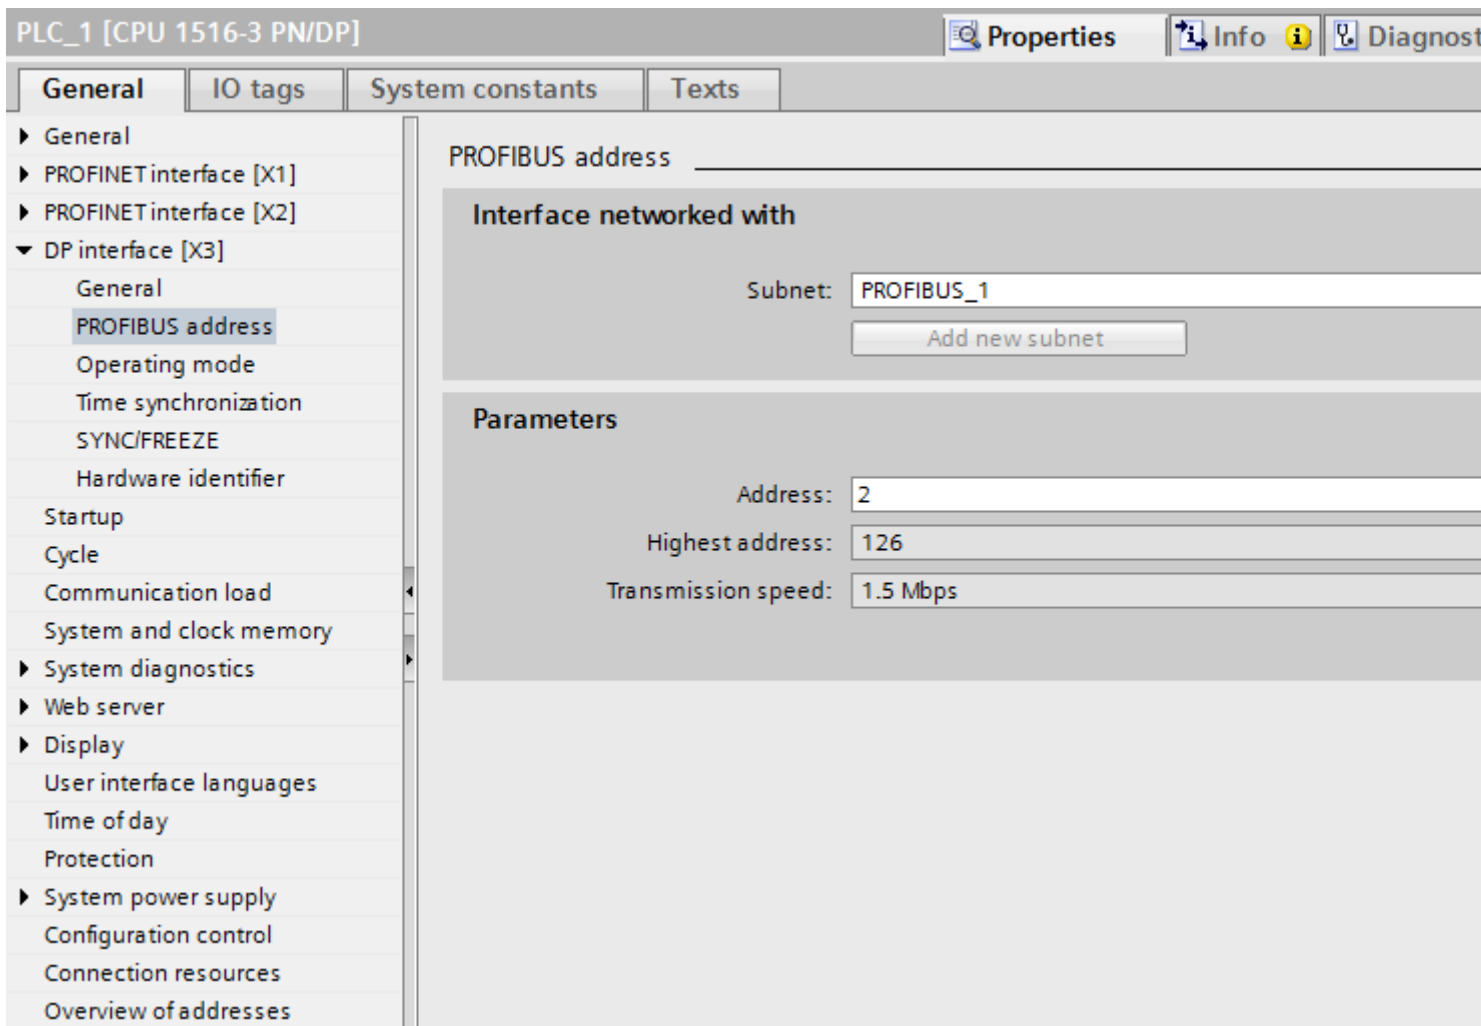 PLC_1 [CPU 1516-3 PN/DP]
Properties
Info
Diagnost
General
IO tags
System constants
Texts
General
PROFINET interface [X1]
PROFINET interface [X2]
DP interface [X3]
General
PROFIBUS address
Operating mode
Time synchronization
SYNC/FREEZE
Hardware identifier
Startup
Cycle
Communication load
System and clock memory
System diagnostics
Web server
Display
User interface languages
Time of day
Protection
System power supply
Configuration control
Connection resources
Overview of addresses
PROFIBUS address
Interface networked with
Subnet: PROFIBUS_1
Add new subnet
Parameters
Address: 2
Highest address: 126
Transmission speed: 1.5 Mbps